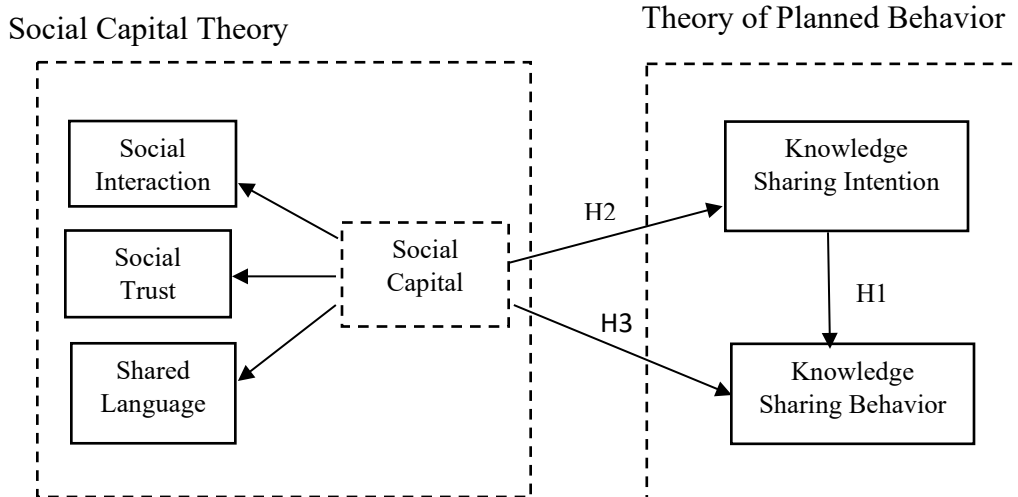 Social Capital Theory
Theory of Planned Behavior
Social
Interaction
Social
Trust
Shared
Language
Social
Capital
H2
H3
Knowledge
Sharing Intention
H1
Knowledge
Sharing Behavior